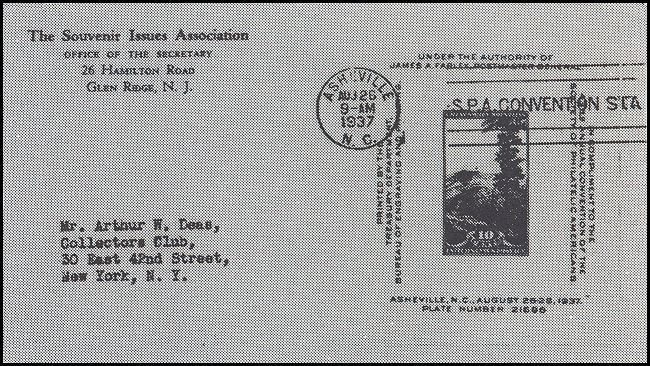 The Souvenir Issues Association
OFFICE OF THE SECRETARY
26 HAMILTON ROAD
GLEN RIDGE, N. J.
ASHEVILLE
AUG 26
9-AM
1937
N. C.
UNDER THE AUTHORITY OF
JAMES A. FARLEY, POSTMASTER GENERAL
S.P.A. CONVENTION STA
PRINTED BY THE
TREASURY DEPARTMENT,
BUREAU OF ENGRAVING AND
IN COMPLIMENT TO THE
ANNUAL CONVENTION OF THE
SOCIETY OF PHILATELIC AMERICANS
10
Mr. Arthur W. Deas,
Collectors Club,
30 East 42nd Street,
New York, N. Y.
ASHEVILLE, N.C., AUGUST 26-28, 1937.
PLATE NUMBER